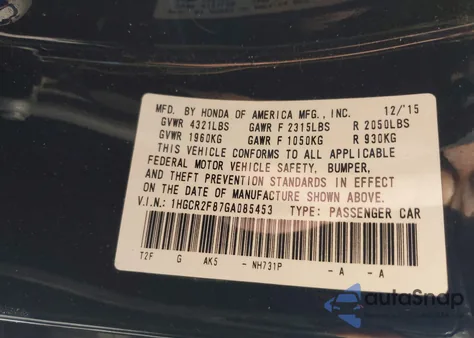 MFD. BY HONDA OF AMERICA MFG., INC. 12/'15
GVWR 4321LBS GAWR F 2315LBS R 2050LBS
GVWR 1960KG GAWR F 1050KG R 930KG
THIS VEHICLE CONFORMS TO ALL APPLICABLE
FEDERAL MOTOR VEHICLE SAFETY, BUMPER,
AND THEFT PREVENTION STANDARDS IN EFFECT
ON THE DATE OF MANUFACTURE SHOWN ABOVE.
V.I.N.: 1HGCR2F87GA085453 TYPE: PASSENGER CAR
T2F G AK5 - NH731P -A -A
autaSnap